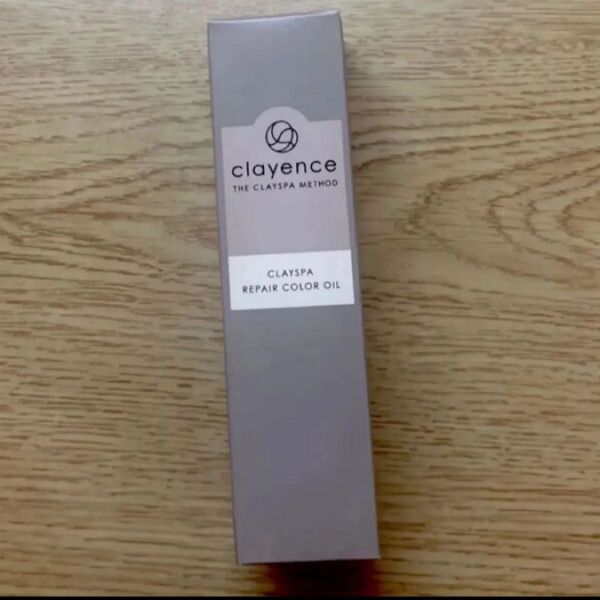 clayence
THE CLAYSPA METHOD
CLAYSPA
REPAIR COLOR OIL